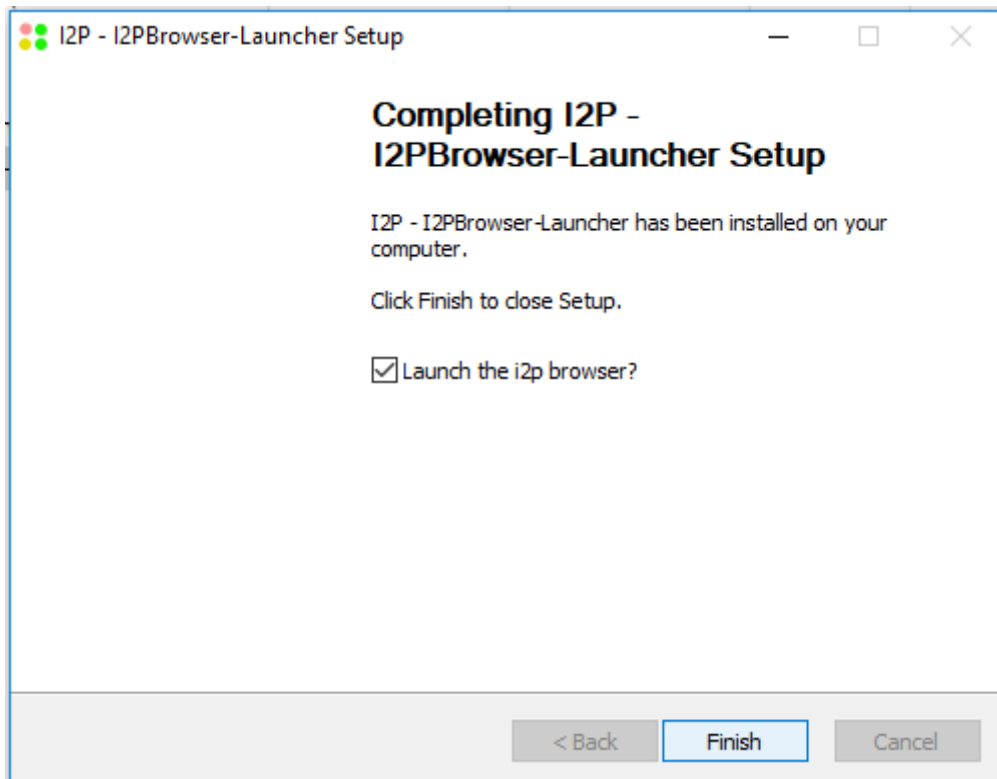 I2P - I2PBrowser-Launcher Setup
Completing I2P -
I2PBrowser-Launcher Setup
I2P - I2PBrowser-Launcher has been installed on your
computer.
Click Finish to close Setup.
Launch the i2p browser?
< Back Finish Cancel